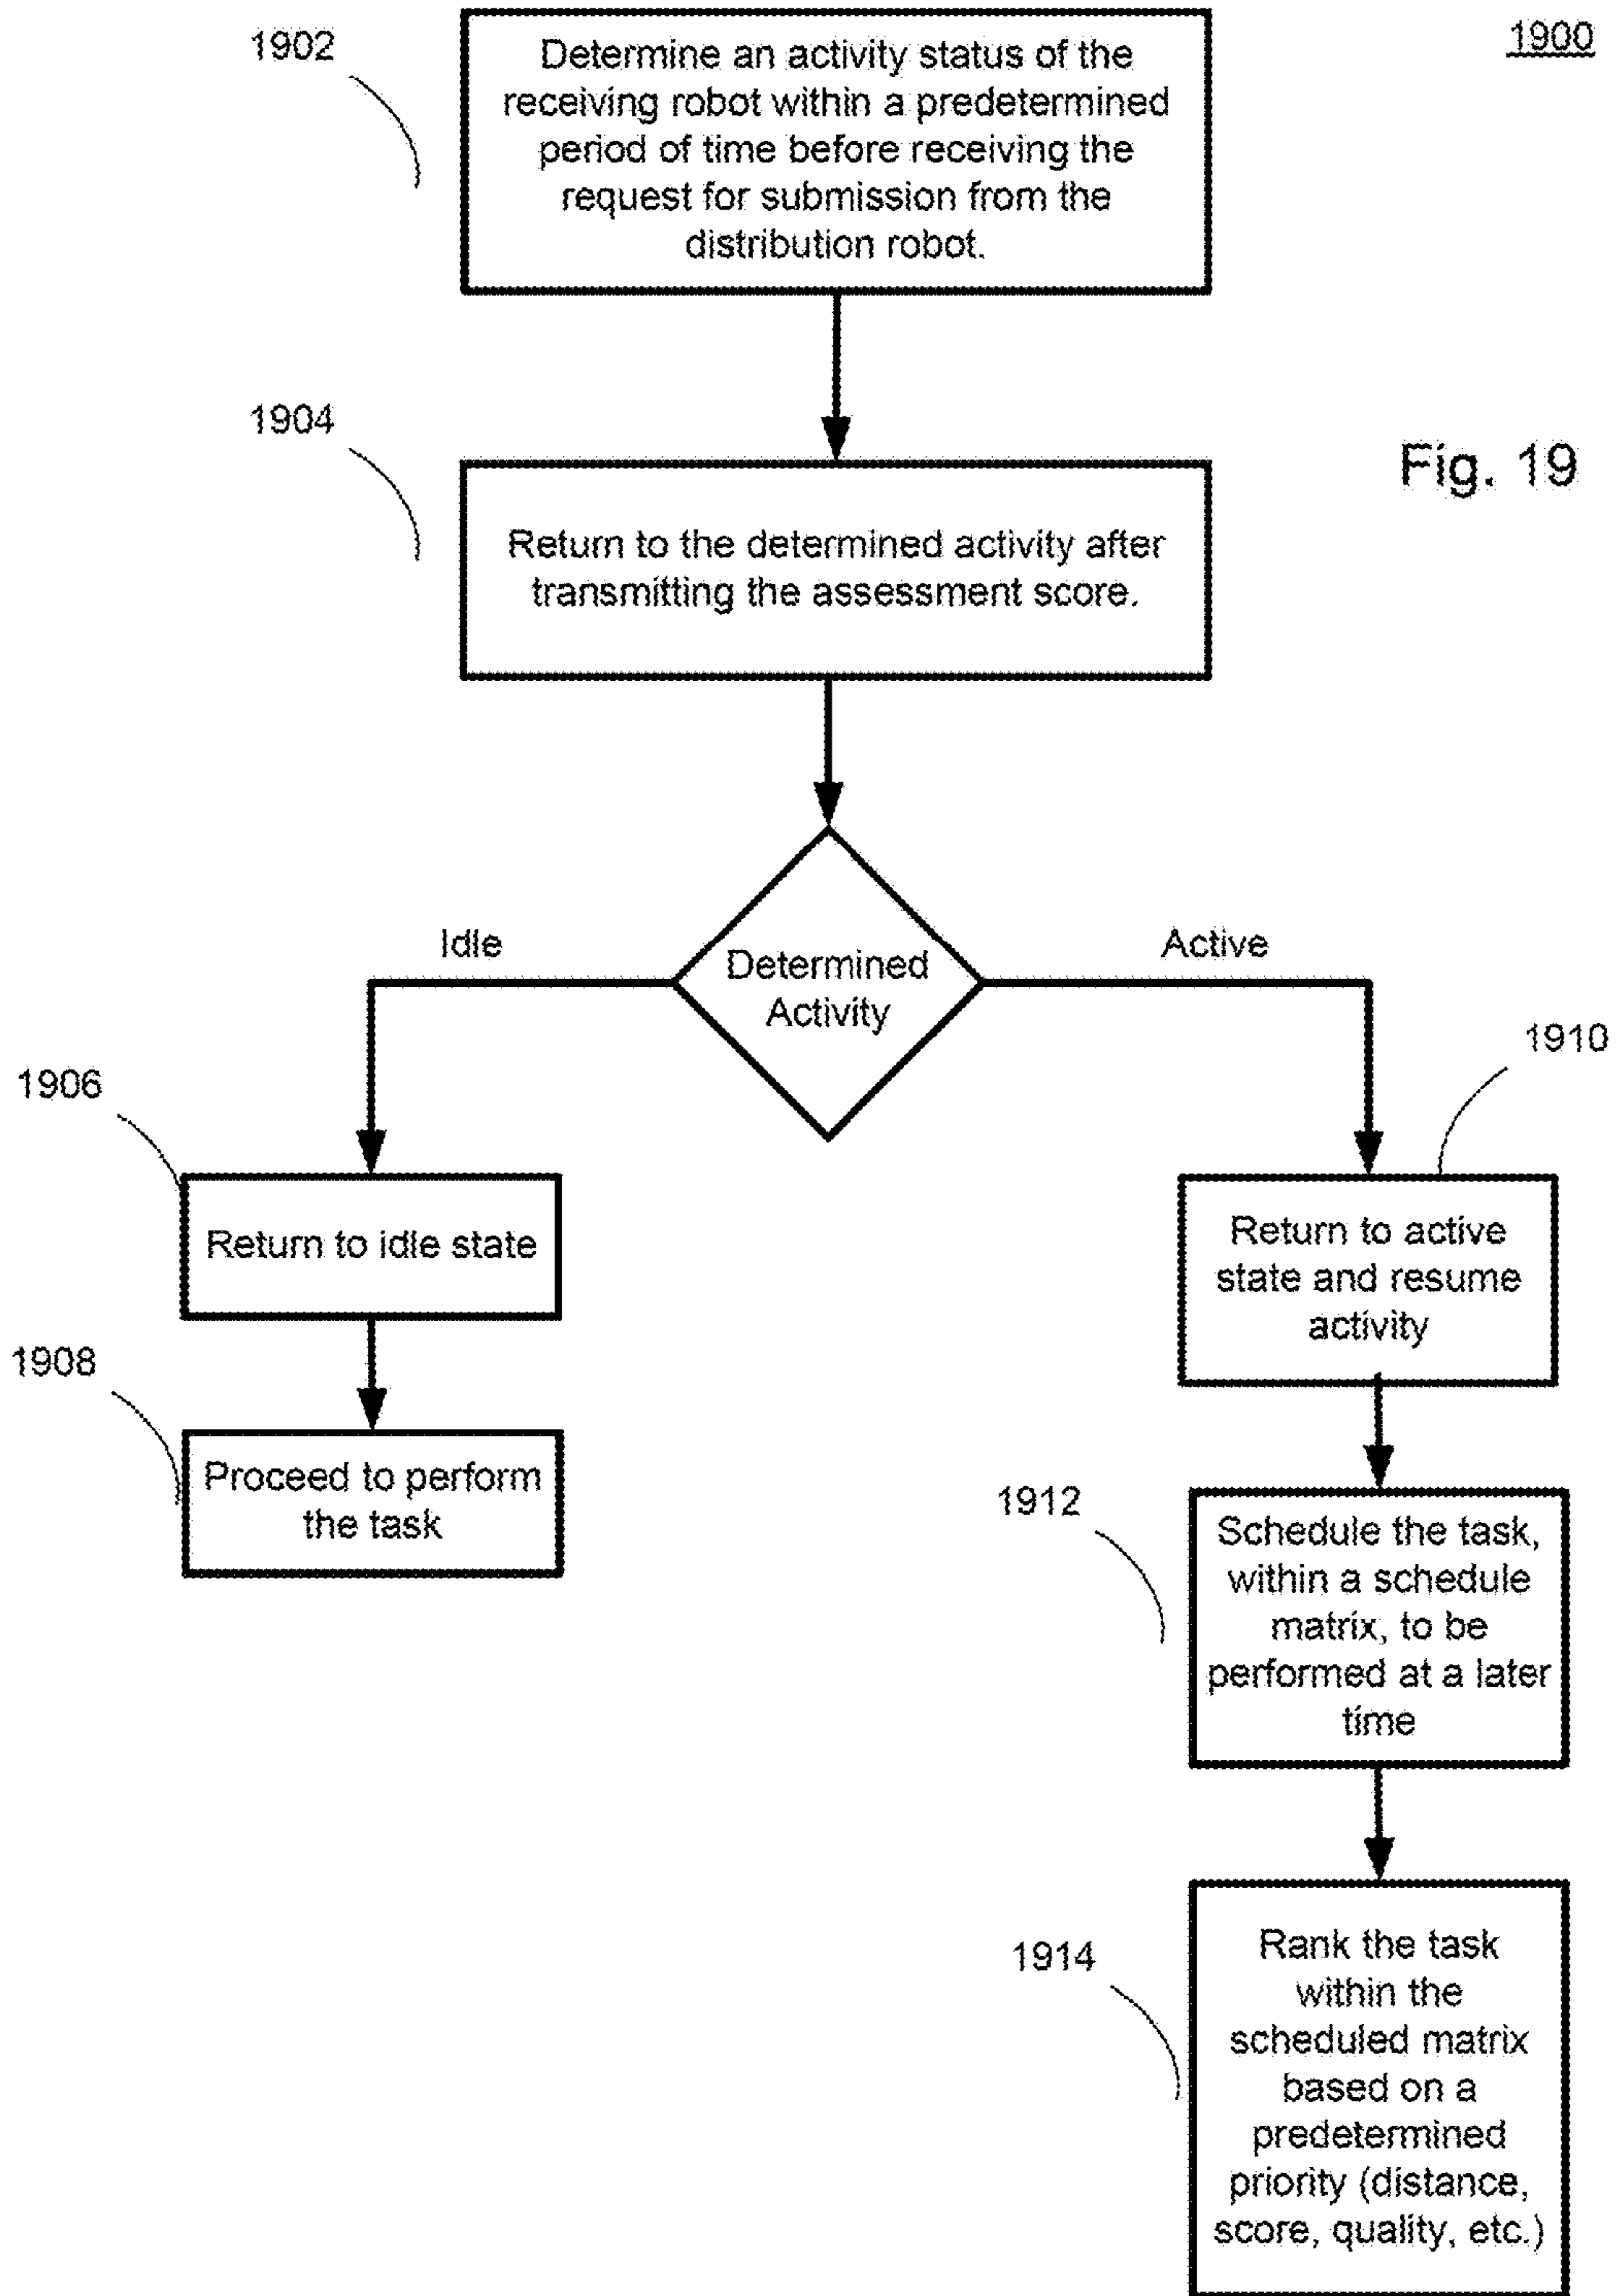 1900
1902
Determine an activity status of the
receiving robot within a predetermined
period of time before receiving the
request for submission from the
distribution robot.
1904
Fig. 19
Return to the determined activity after
transmitting the assessment score.
Idle
Active
Determined
Activity
1906
1910
Return to idle state
Return to active
state and resume
activity
1908
Proceed to perform
the task
1912
Schedule the task,
within a schedule
matrix, to be
performed at a later
time
1914
Rank the task
within the
scheduled matrix
based on a
predetermined
priority (distance,
score, quality, etc.)